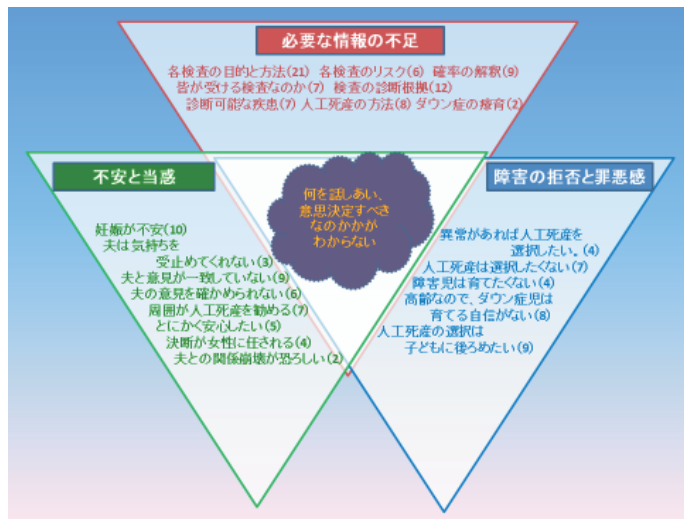 必要な情報の不足
各検査の目的と方法(21) 各検査のリスク(6) 確率の解釈(9)
皆が受ける検査なのか(7) 検査の診断根拠(12)
診断可能な疾患(7) 人工死産の方法(8) ダウン症の療育(2)
不安と当惑
妊娠が不安(10)
夫は気持ちを
受止めてくれない(3)
夫と意見が一致していない(9)
夫の意見を確かめられない(6)
周囲が人工死産を勧める(7)
とにかく安心したい(5)
決断が女性に任される(4)
夫との関係崩壊が恐ろしい(2)
何を話しあい、
意思決定すべき
なのかかが
わからない
障害の拒否と罪悪感
異常があれば人工死産を
選択したい。(4)
人工死産は選択したくない(7)
障害児は育てたくない(4)
高齢なので、ダウン症児は
育てる自信がない(8)
人工死産の選択は
子どもに後ろめたい(9)